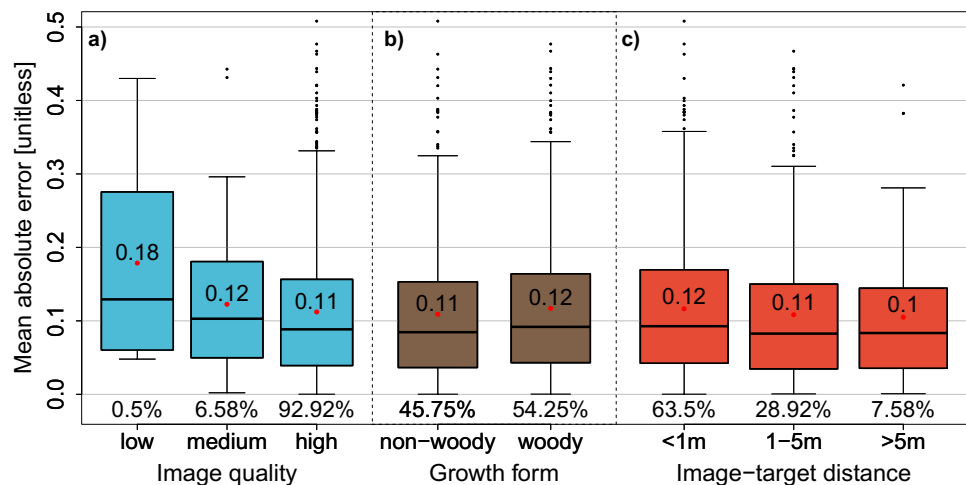 Mean absolute error [unitless]
0.5
0.4
0.3
0.2
0.1
0.0
a)
b)
c)
0.18
0.12
0.11
0.11
0.12
0.12
0.11
0.1
0.5%
6.58%
92.92%
45.75%
54.25%
63.5%
28.92%
7.58%
low
medium
high
non−woody
woody
<1m
1−5m
>5m
Image quality
Growth form
Image−target distance